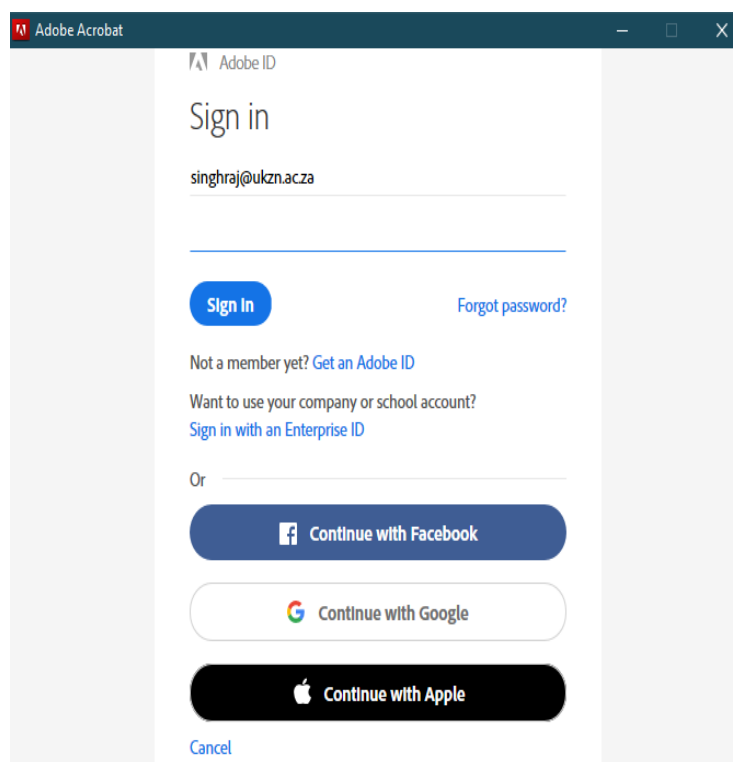 Adobe Acrobat
Adobe ID
Sign in
singhraj@ukzn.ac.za
Sign In
Forgot password?
Not a member yet? Get an Adobe ID
Want to use your company or school account?
Sign in with an Enterprise ID
Or
Continue with Facebook
Continue with Google
Continue with Apple
Cancel